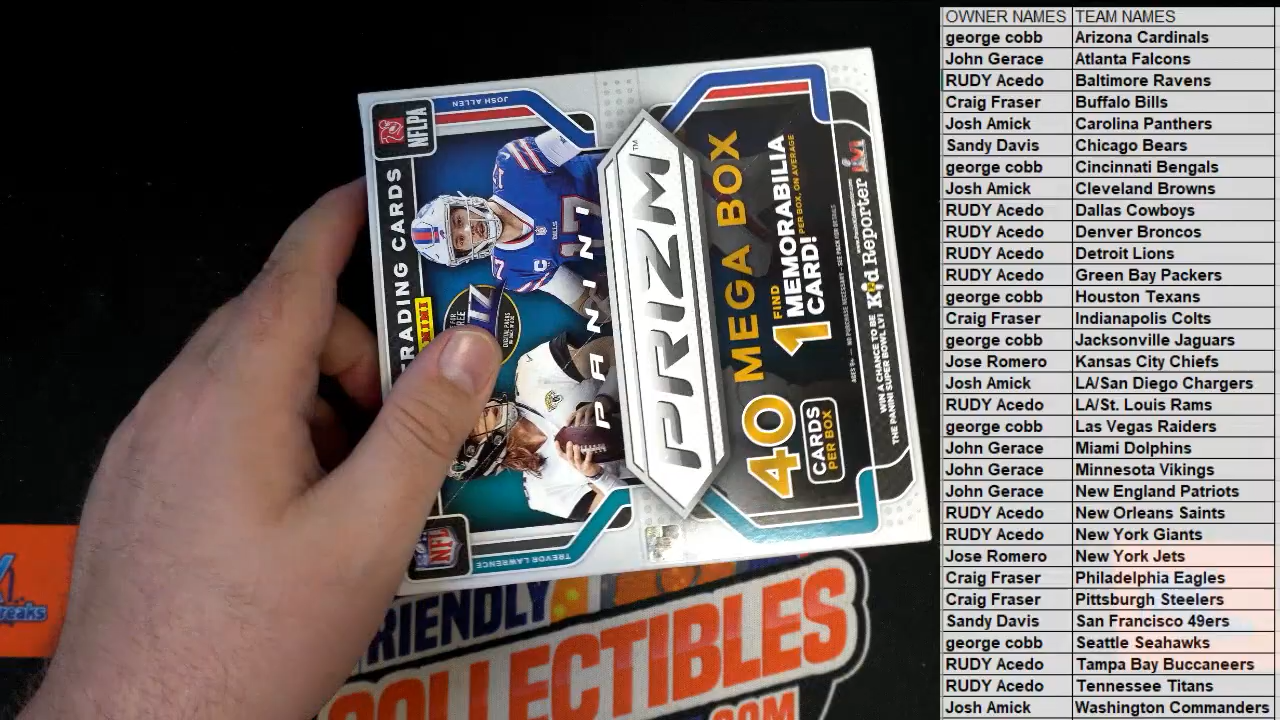 JOSH ALLEN
NFLPA
TRADING CARDS
PANINI
17
PANINI
PRIZM
TM
40 MEGA BOX
CARDS
PER BOX
FIND
1 MEMORABILIA
CARD!
PER BOX, ON AVERAGE
WIN A CHANCE TO BE
THE PANINI SUPER BOWL LVI
Kid Reporter
NFL
TREVOR LAWRENCE
reaks
FRIENDLY
COLLECTIBLES
.COM
OWNER NAMES TEAM NAMES
george cobb Arizona Cardinals
John Gerace Atlanta Falcons
RUDY Acedo Baltimore Ravens
Craig Fraser Buffalo Bills
Josh Amick Carolina Panthers
Sandy Davis Chicago Bears
george cobb Cincinnati Bengals
Josh Amick Cleveland Browns
RUDY Acedo Dallas Cowboys
RUDY Acedo Denver Broncos
RUDY Acedo Detroit Lions
RUDY Acedo Green Bay Packers
george cobb Houston Texans
Craig Fraser Indianapolis Colts
george cobb Jacksonville Jaguars
Jose Romero Kansas City Chiefs
Josh Amick LA/San Diego Chargers
RUDY Acedo LA/St. Louis Rams
george cobb Las Vegas Raiders
John Gerace Miami Dolphins
John Gerace Minnesota Vikings
John Gerace New England Patriots
RUDY Acedo New Orleans Saints
RUDY Acedo New York Giants
Jose Romero New York Jets
Craig Fraser Philadelphia Eagles
Craig Fraser Pittsburgh Steelers
Sandy Davis San Francisco 49ers
george cobb Seattle Seahawks
RUDY Acedo Tampa Bay Buccaneers
RUDY Acedo Tennessee Titans
Josh Amick Washington Commanders